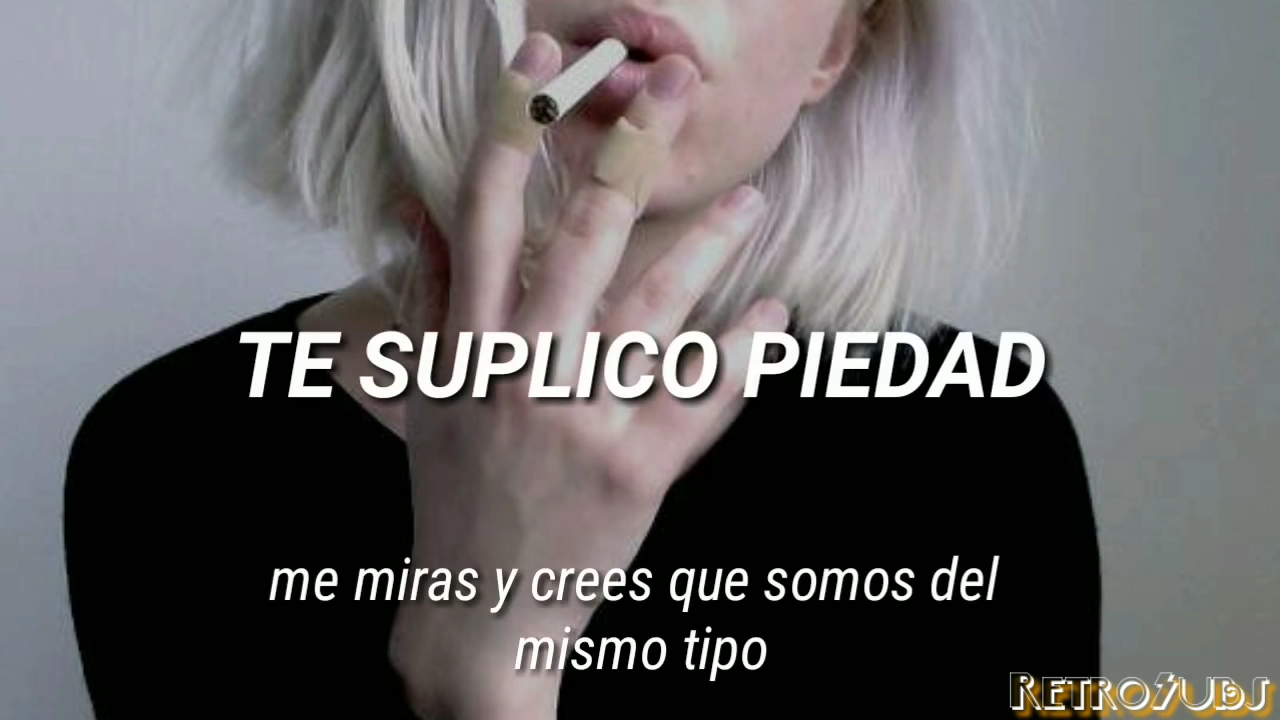 TE SUPLICO PIEDAD
me miras y crees que somos del
mismo tipo
RETROSUBS